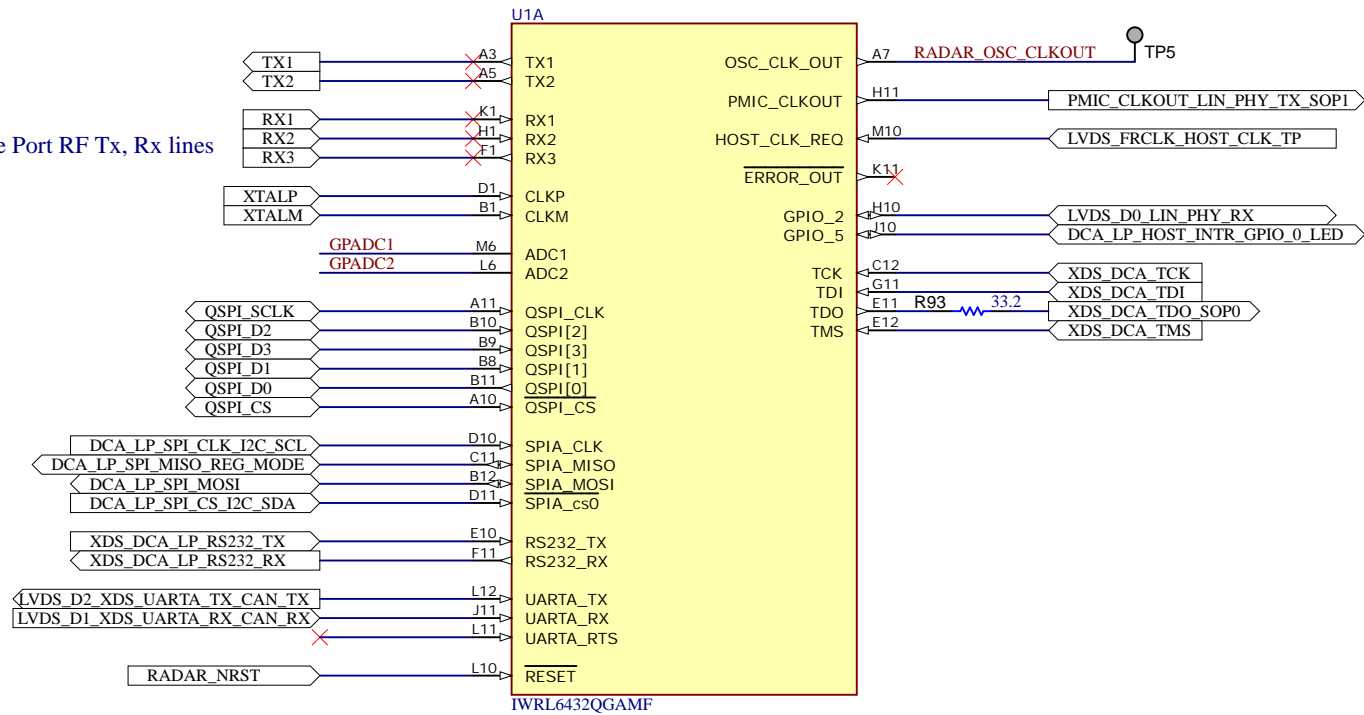 U1A
TX1 A3 TX1 OSC_CLK_OUT A7 RADAR_OSC_CLKOUT TP5
TX2 A5 TX2
PMIC_CLKOUT H11 PMIC_CLKOUT_LIN_PHY_TX_SOP1
RX1 K1 RX1
e Port RF Tx, Rx lines RX2 H1 RX2 HOST_CLK_REQ M10 LVDS_FRCLK_HOST_CLK_TP
RX3 F1 RX3
ERROR_OUT K11
XTALP D1 CLKP
XTALM B1 CLKM GPIO_2 H10 LVDS_D0_LIN_PHY_RX
GPIO_5 J10 DCA_LP_HOST_INTR_GPIO_0_LED
GPADC1 M6 ADC1
GPADC2 L6 ADC2 TCK C12 XDS_DCA_TCK
TDI G11 XDS_DCA_TDI
QSPI_SCLK A11 QSPI_CLK TDO E11 R93 33.2 XDS_DCA_TDO_SOP0
QSPI_D2 B10 QSPI[2] TMS E12 XDS_DCA_TMS
QSPI_D3 B9 QSPI[3]
QSPI_D1 B8 QSPI[1]
QSPI_D0 B11 QSPI[0]
QSPI_CS A10 QSPI_CS
DCA_LP_SPI_CLK_I2C_SCL D10 SPIA_CLK
DCA_LP_SPI_MISO_REG_MODE C11 SPIA_MISO
DCA_LP_SPI_MOSI B12 SPIA_MOSI
DCA_LP_SPI_CS_I2C_SDA D11 SPIA_cs0
XDS_DCA_LP_RS232_TX E10 RS232_TX
XDS_DCA_LP_RS232_RX F11 RS232_RX
LVDS_D2_XDS_UARTA_TX_CAN_TX L12 UARTA_TX
LVDS_D1_XDS_UARTA_RX_CAN_RX J11 UARTA_RX
L11 UARTA_RTS
RADAR_NRST L10 RESET
IWRL6432QGAMF